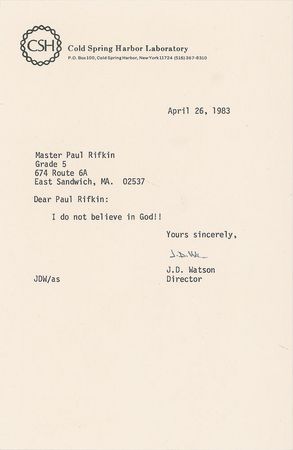 CSH
Cold Spring Harbor Laboratory
P.O. Box 100, Cold Spring Harbor, New York 11724 (516) 367-8310
April 26, 1983
Master Paul Rifkin
Grade 5
674 Route 6A
East Sandwich, MA. 02537
Dear Paul Rifkin:
I do not believe in God!!
Yours sincerely,
J.D. Watson
JDW/as Director